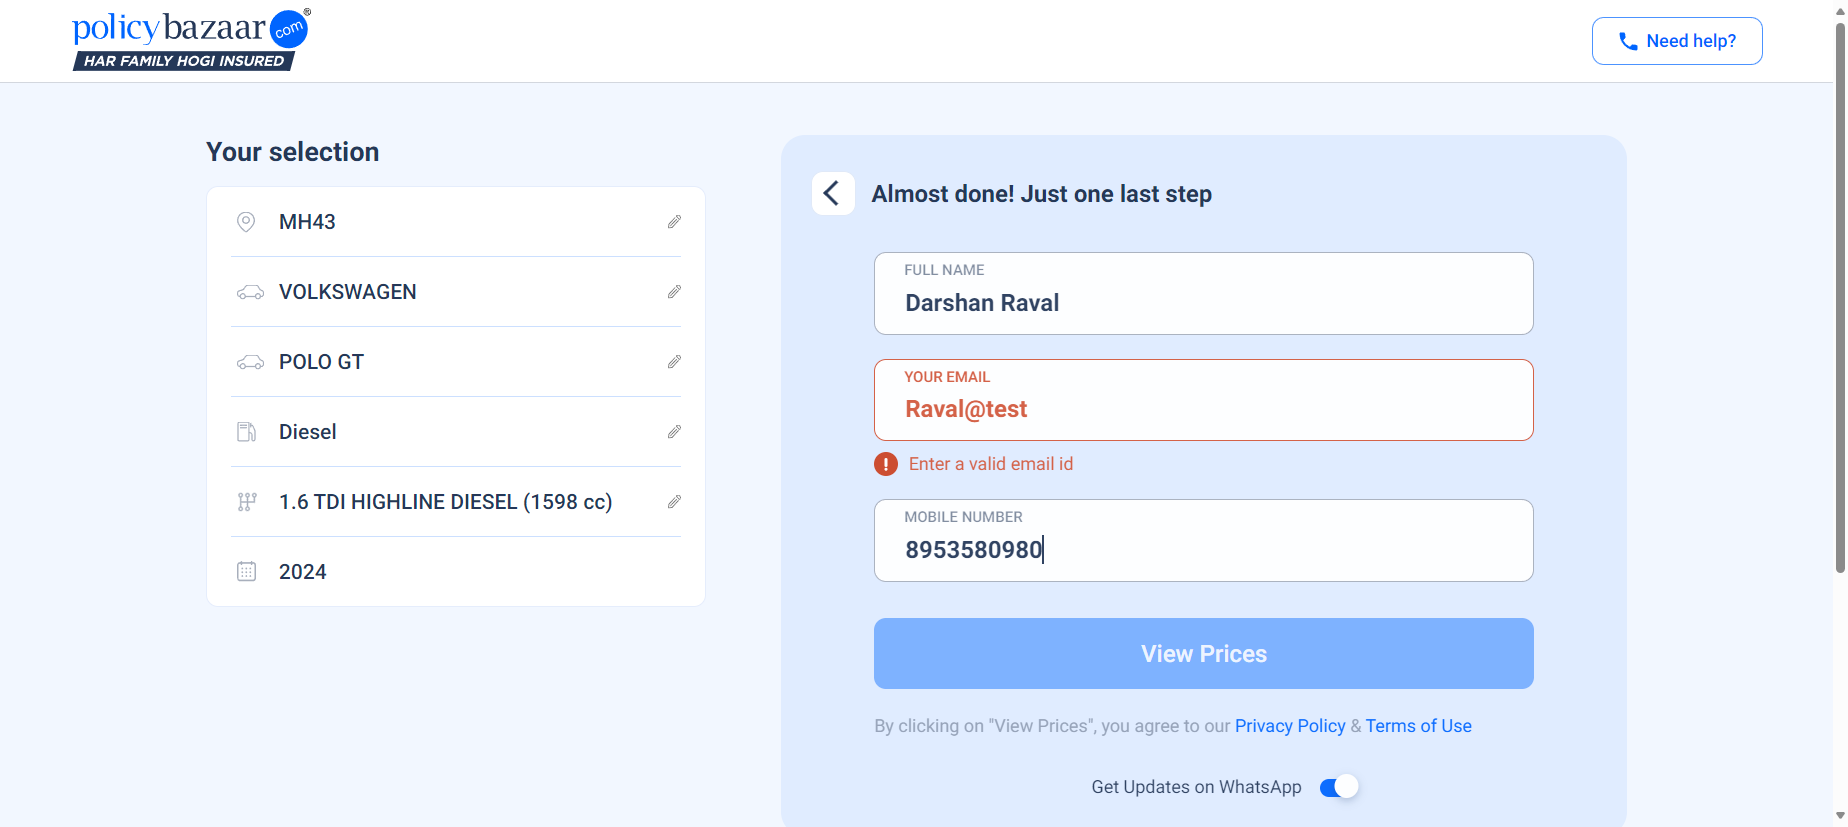 policybazaar com ®
HAR FAMILY HOGI INSURED
Need help?
Your selection
MH43
VOLKSWAGEN
POLO GT
Diesel
1.6 TDI HIGHLINE DIESEL (1598 cc)
2024
Almost done! Just one last step
FULL NAME
Darshan Raval
YOUR EMAIL
Raval@test
! Enter a valid email id
MOBILE NUMBER
8953580980
View Prices
By clicking on "View Prices", you agree to our Privacy Policy & Terms of Use
Get Updates on WhatsApp